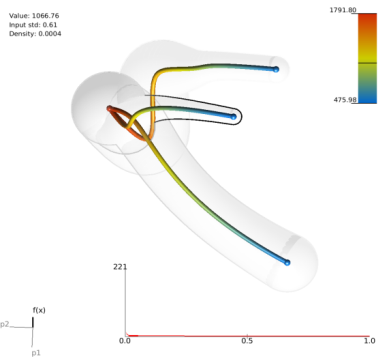 Value: 1066.76
Input std: 0.61
Density: 0.0004
1791.80
475.98
221
0.0
0.5
1.0
f(x)
p2
p1